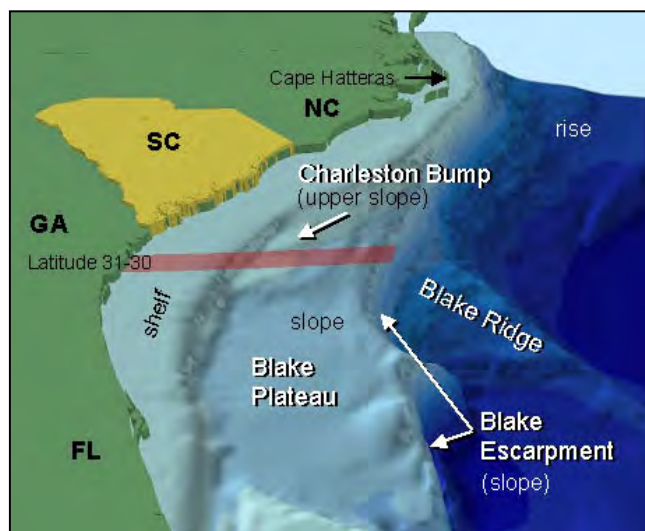 Cape Hatteras
NC
rise
SC
Charleston Bump
(upper slope)
GA
Latitude 31-30
shelf
slope
Blake Ridge
Blake
Plateau
Blake
Escarpment
(slope)
FL